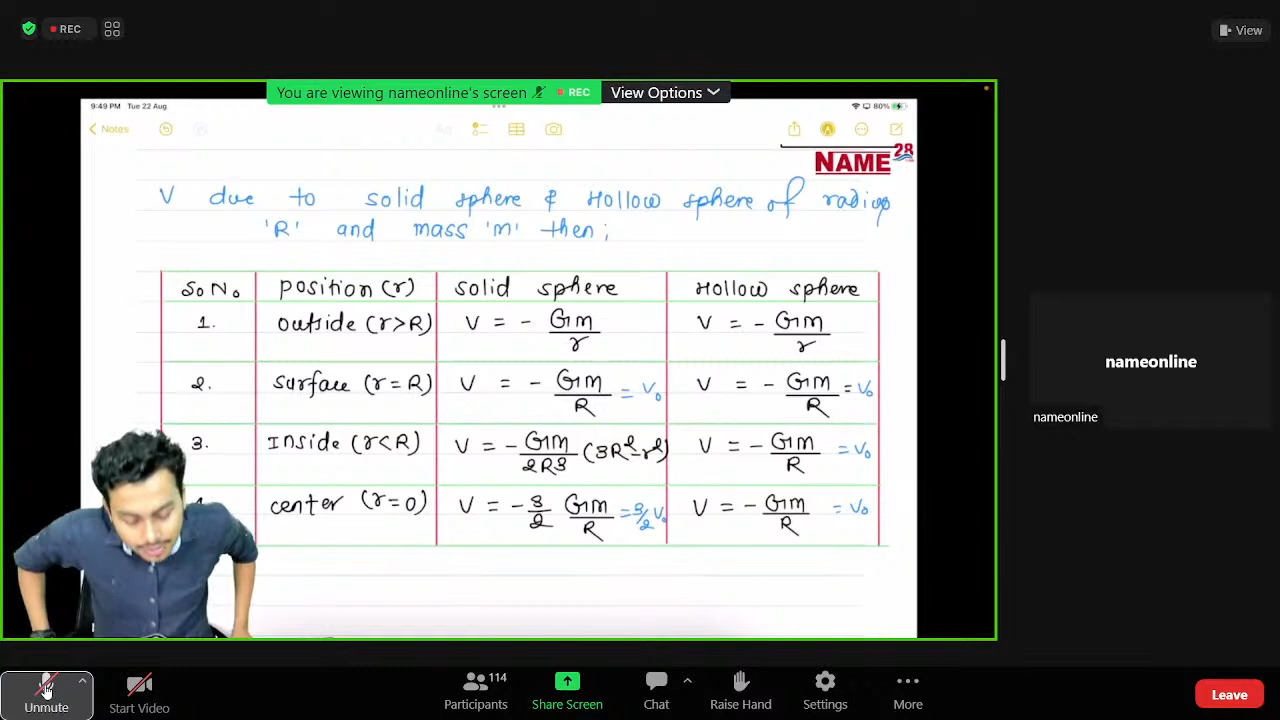 REC
View
You are viewing nameonline's screen REC View Options
9:49 PM Tue 22 Aug 80%
Notes
NAME 28
V due to solid sphere & Hollow sphere of radius
'R' and mass 'm' then;
So No. position (r) solid sphere Hollow sphere
1. outside (r>R) V = - Gm/r V = - Gm/r
2. surface (r=R) V = - Gm/R = V₀ V = - Gm/R = V₀
3. Inside (r<R) V = - Gm/2R³ (3R²-r²) V = - Gm/R = V₀
center (r=0) V = - 3/2 Gm/R = 3/2 V₀ V = - Gm/R = V₀
nameonline
nameonline
Unmute Start Video 114 Participants Share Screen Chat Raise Hand Settings More Leave